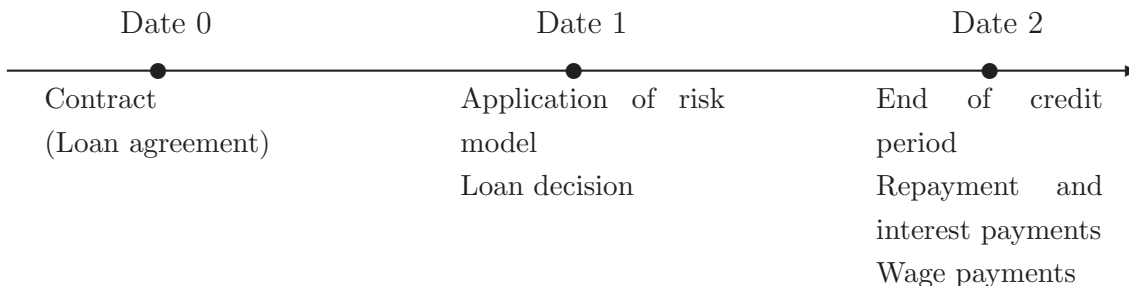 Date 0
Date 1
Date 2
Contract
(Loan agreement)
Application of risk
model
Loan decision
End of credit
period
Repayment and
interest payments
Wage payments